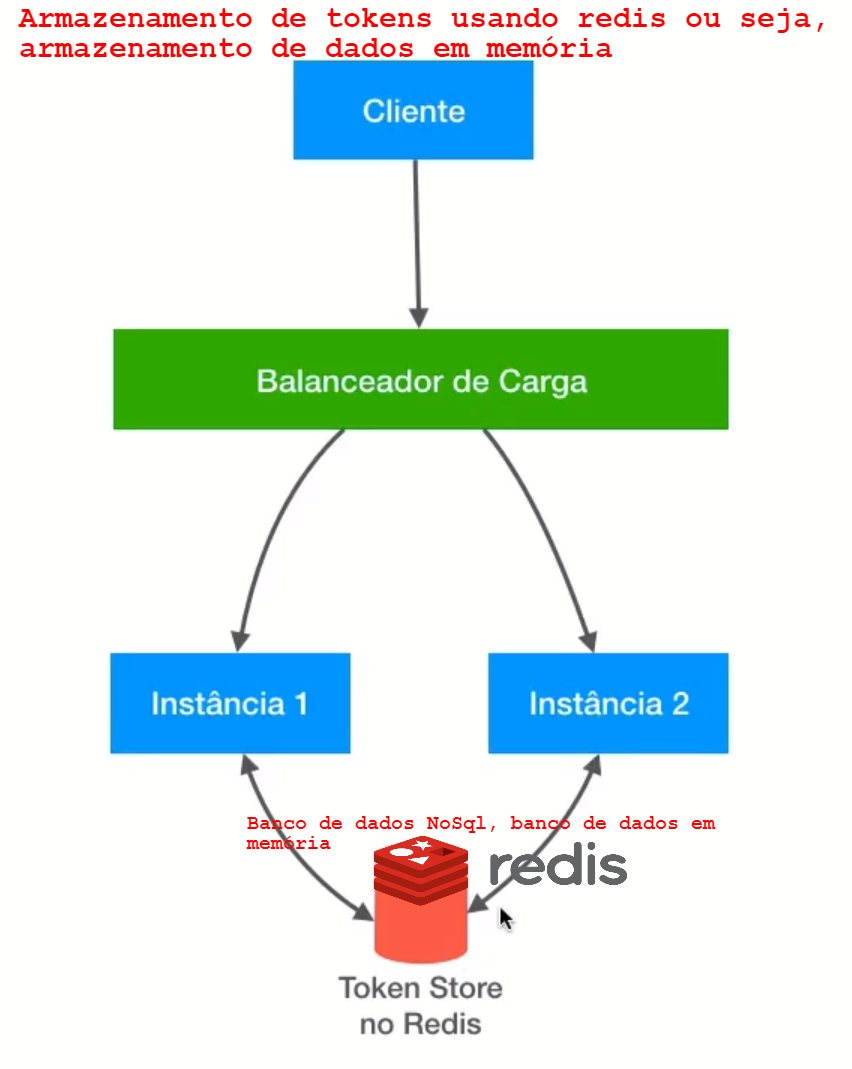 Armazenamento de tokens usando redis ou seja,
armazenamento de dados em memória
Cliente
Balanceador de Carga
Instância 1
Instância 2
Banco de dados NoSql, banco de dados em
memória
redis
Token Store
no Redis